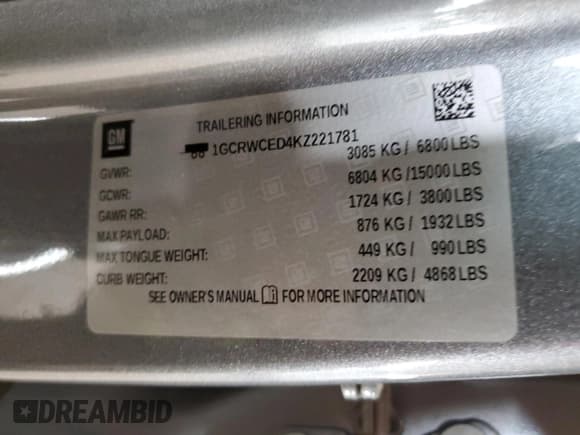 GM
TRAILERING INFORMATION
1GCRWCED4KZ221781
GVWR: 3085 KG / 6800 LBS
GCWR: 6804 KG /15000 LBS
GAWR RR: 1724 KG / 3800 LBS
MAX PAYLOAD: 876 KG / 1932 LBS
MAX TONGUE WEIGHT: 449 KG / 990 LBS
CURB WEIGHT: 2209 KG / 4868 LBS
SEE OWNER'S MANUAL FOR MORE INFORMATION
DREAMBID